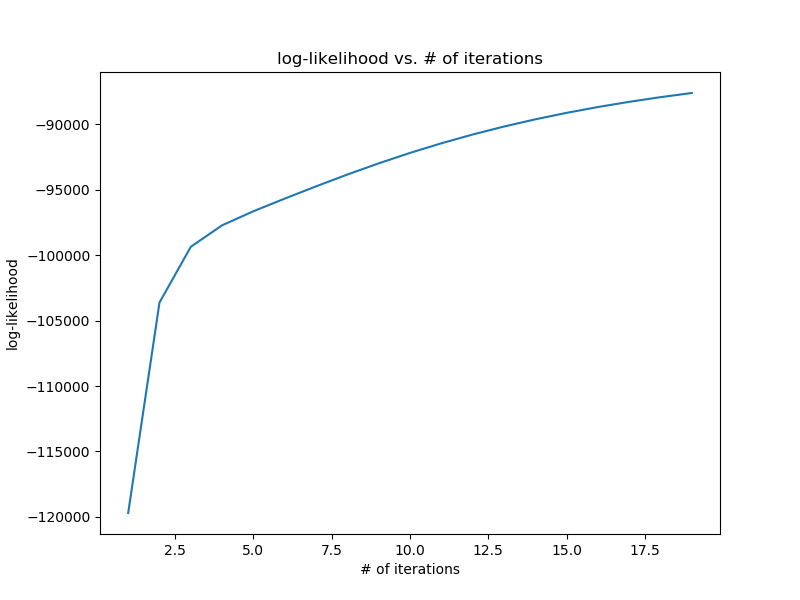 log-likelihood vs. # of iterations
−90000
−95000
−100000
−105000
−110000
−115000
−120000
log-likelihood
2.5 5.0 7.5 10.0 12.5 15.0 17.5
# of iterations